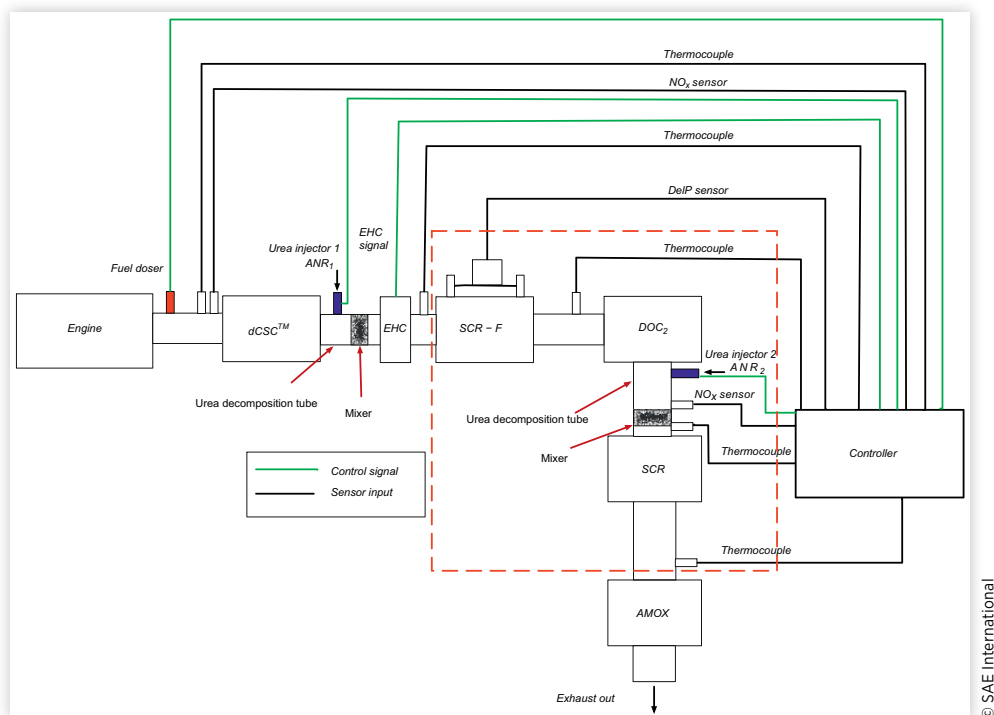 Thermocouple
NOx sensor
Thermocouple
DelP sensor
EHC
signal
Urea injector 1
ANR1
Thermocouple
Fuel doser
Engine
dCSC™
EHC
SCR – F
DOC2
Urea injector 2
ANR2
NOx sensor
Urea decomposition tube
Mixer
Urea decomposition tube
Mixer
Thermocouple
Controller
SCR
Control signal
Sensor input
Thermocouple
AMOX
Exhaust out
© SAE International